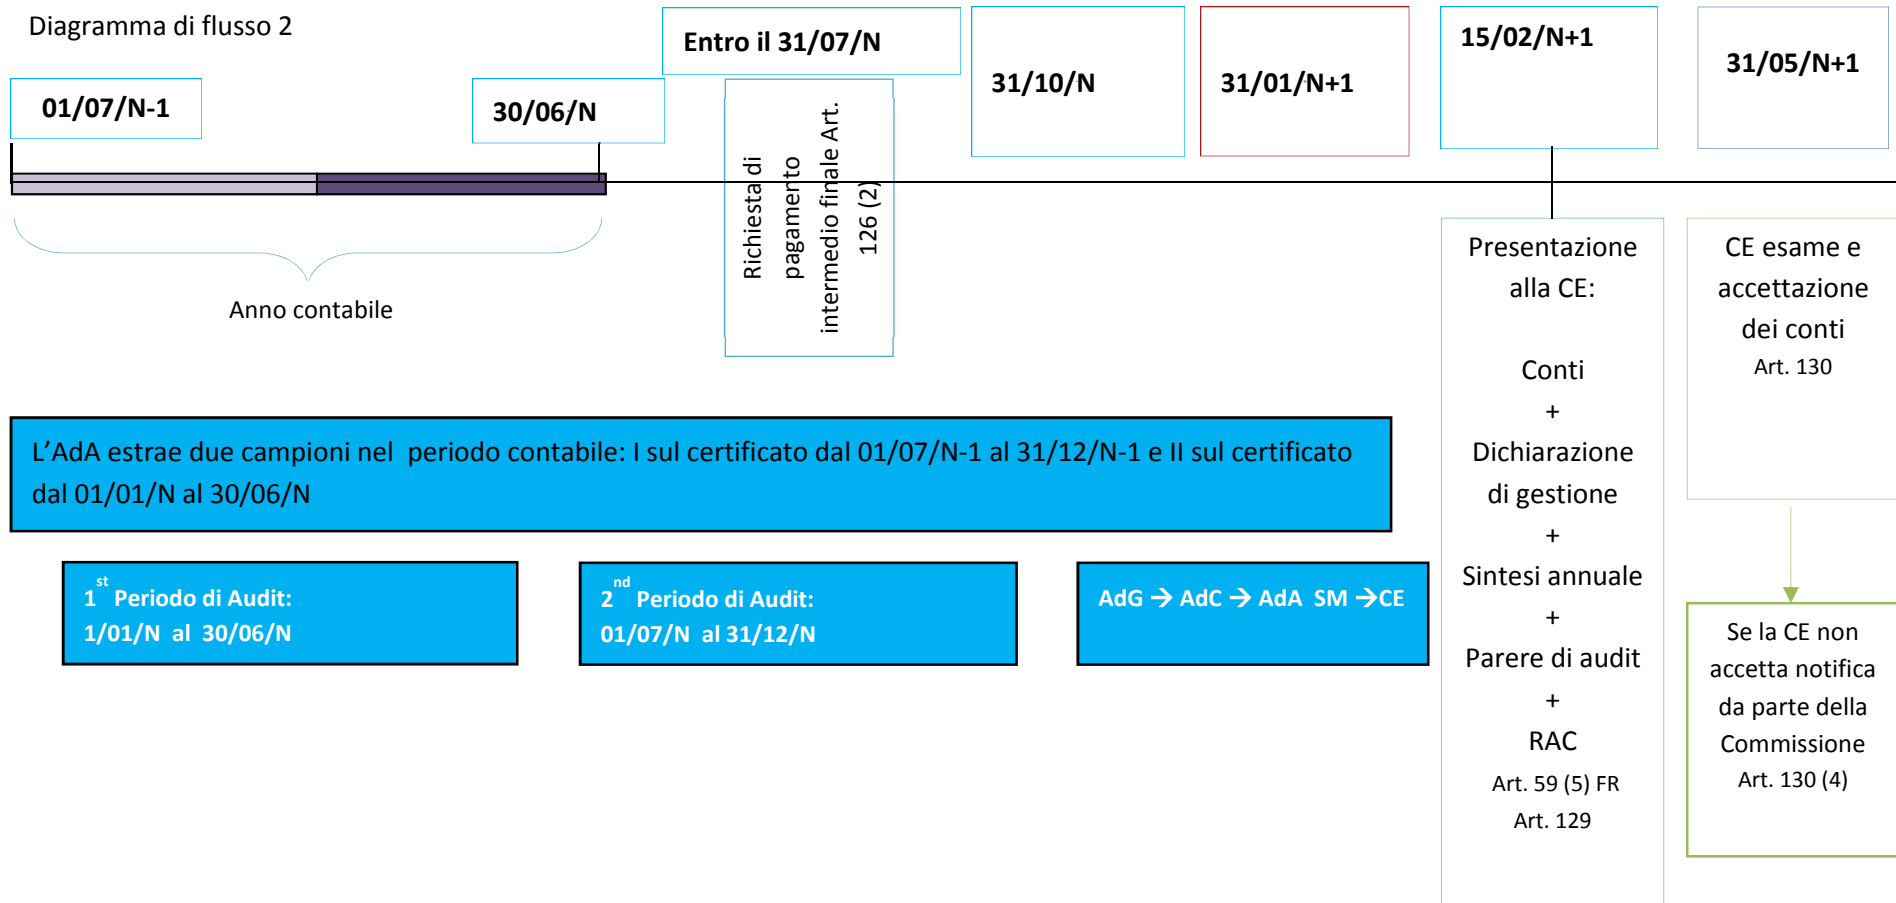 Diagramma di flusso 2
01/07/N-1
30/06/N
Entro il 31/07/N
31/10/N
31/01/N+1
15/02/N+1
31/05/N+1
Richiesta di
pagamento
intermedio finale Art.
126 (2)
Anno contabile
L’AdA estrae due campioni nel  periodo contabile: I sul certificato dal 01/07/N-1 al 31/12/N-1 e II sul certificato
dal 01/01/N al 30/06/N
1st Periodo di Audit:
1/01/N  al  30/06/N
2nd Periodo di Audit:
01/07/N  al 31/12/N
AdG → AdC → AdA  SM →CE
Presentazione
alla CE:
Conti
+
Dichiarazione
di gestione
+
Sintesi annuale
+
Parere di audit
+
RAC
Art. 59 (5) FR
Art. 129
CE esame e
accettazione
dei conti
Art. 130
Se la CE non
accetta notifica
da parte della
Commissione
Art. 130 (4)